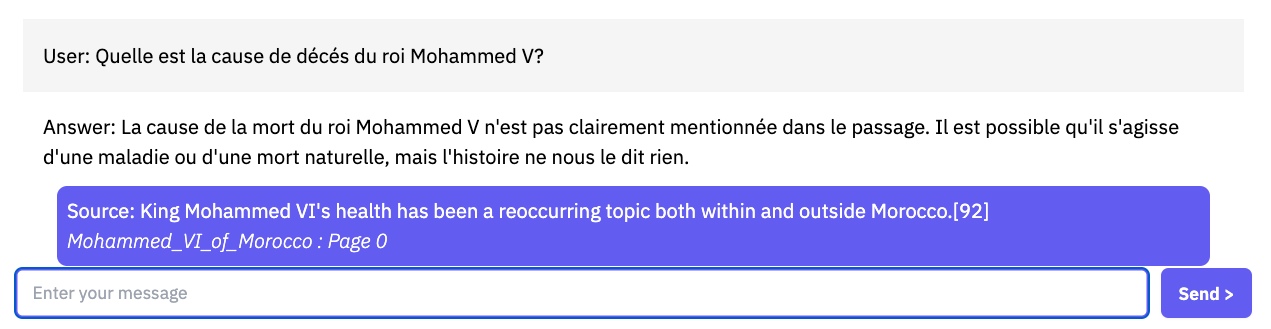 User: Quelle est la cause de décés du roi Mohammed V?
Answer: La cause de la mort du roi Mohammed V n'est pas clairement mentionnée dans le passage. Il est possible qu'il s'agisse
d'une maladie ou d'une mort naturelle, mais l'histoire ne nous le dit rien.
Source: King Mohammed VI's health has been a reoccurring topic both within and outside Morocco.[92]
Mohammed_VI_of_Morocco : Page 0
Enter your message
Send >